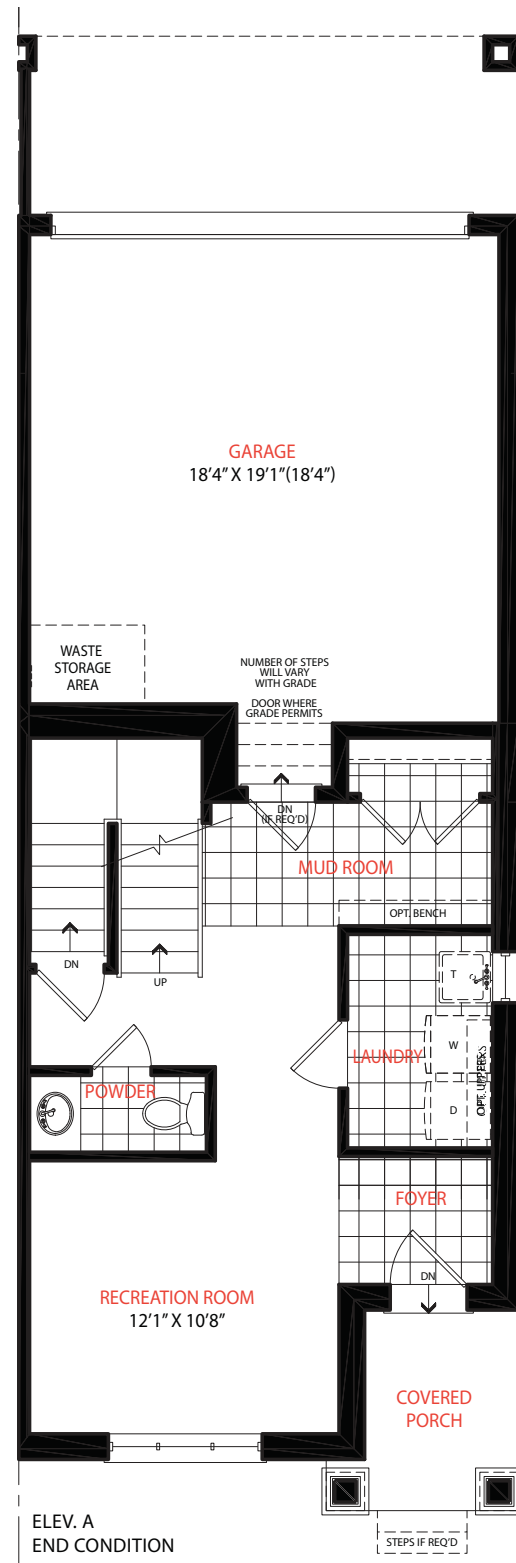 GARAGE
18'4" X 19'1"(18'4")
WASTE
STORAGE
AREA
NUMBER OF STEPS
WILL VARY
WITH GRADE
DOOR WHERE
GRADE PERMITS
DN
(IF REQ'D)
MUD ROOM
OPT. BENCH
DN
UP
T
W
LAUNDRY
D
POWDER
FOYER
DN
RECREATION ROOM
12'1" X 10'8"
COVERED
PORCH
ELEV. A
END CONDITION
STEPS IF REQ'D